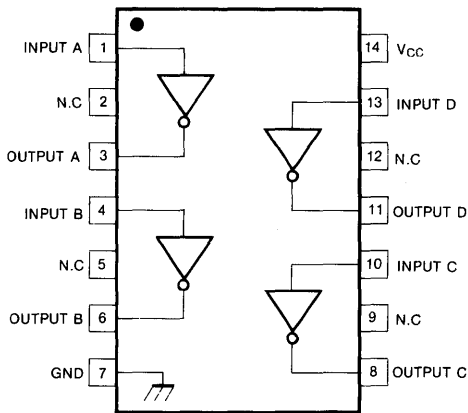 INPUT A 1
N.C 2
OUTPUT A 3
INPUT B 4
N.C 5
OUTPUT B 6
GND 7
14 VCC
13 INPUT D
12 N.C
11 OUTPUT D
10 INPUT C
9 N.C
8 OUTPUT C